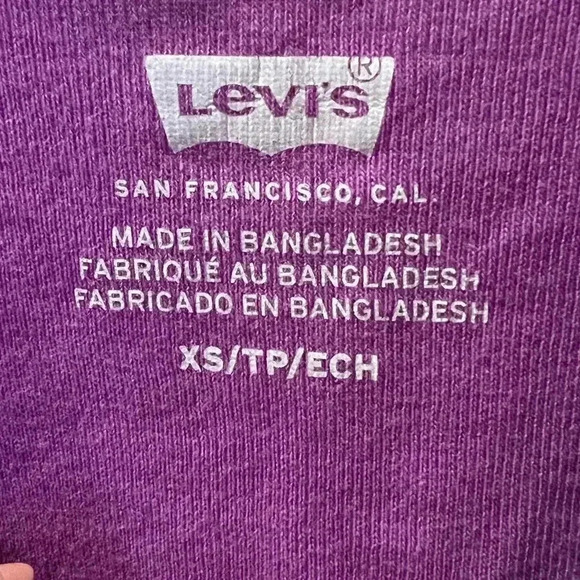 Levi's®
SAN FRANCISCO, CAL.
MADE IN BANGLADESH
FABRIQUÉ AU BANGLADESH
FABRICADO EN BANGLADESH
XS/TP/ECH